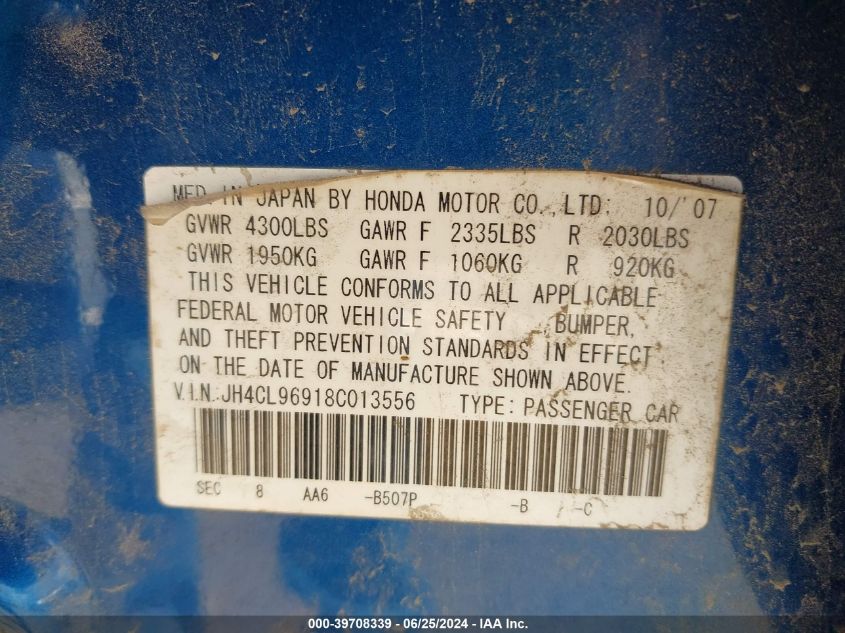 MFD. IN JAPAN BY HONDA MOTOR CO.,LTD. 10/'07
GVWR 4300LBS GAWR F 2335LBS R 2030LBS
GVWR 1950KG GAWR F 1060KG R 920KG
THIS VEHICLE CONFORMS TO ALL APPLICABLE
FEDERAL MOTOR VEHICLE SAFETY , BUMPER,
AND THEFT PREVENTION STANDARDS IN EFFECT
ON THE DATE OF MANUFACTURE SHOWN ABOVE.
V.I.N.:JH4CL96918C013556 TYPE:PASSENGER CAR
SEC 8 AA6 -B507P -B /-C
000-39708339 - 06/25/2024 - IAA Inc.